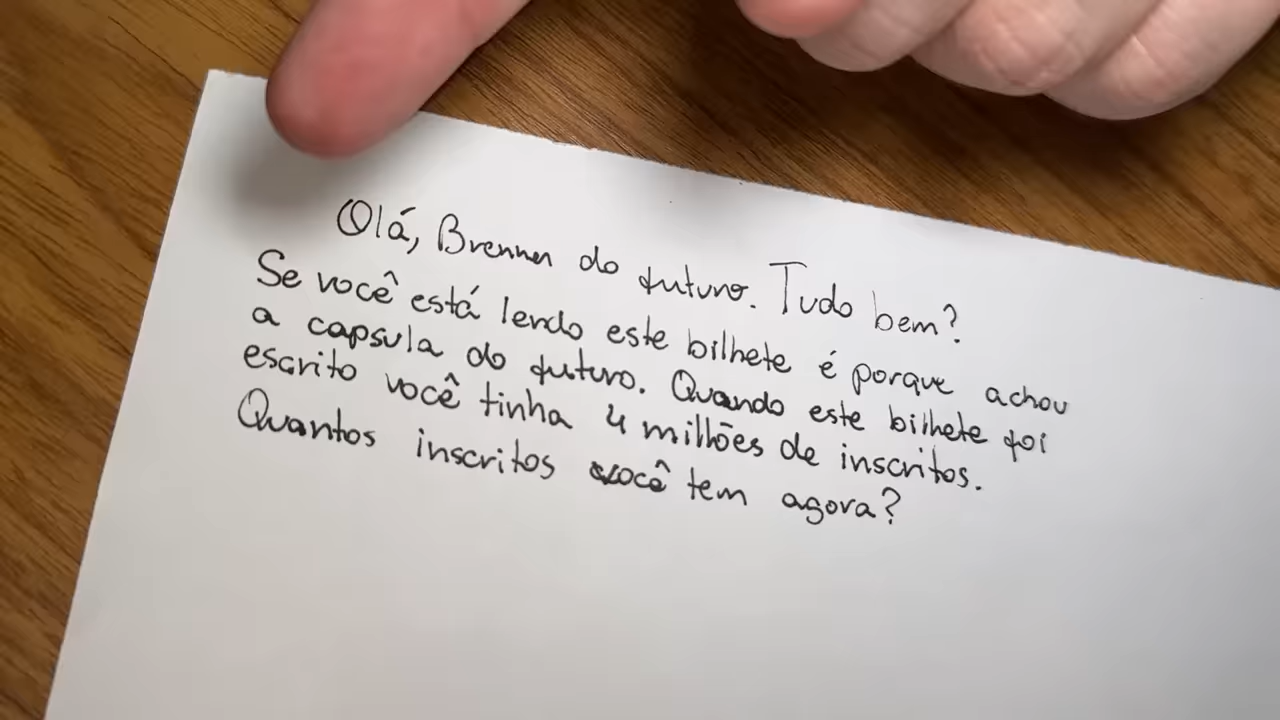 Olá, Brennen do futuro. Tudo bem?
Se você está lendo este bilhete é porque achou
a capsula do futuro. Quando este bilhete foi
escrito você tinha 4 milhões de inscritos.
Quantos inscritos você tem agora?